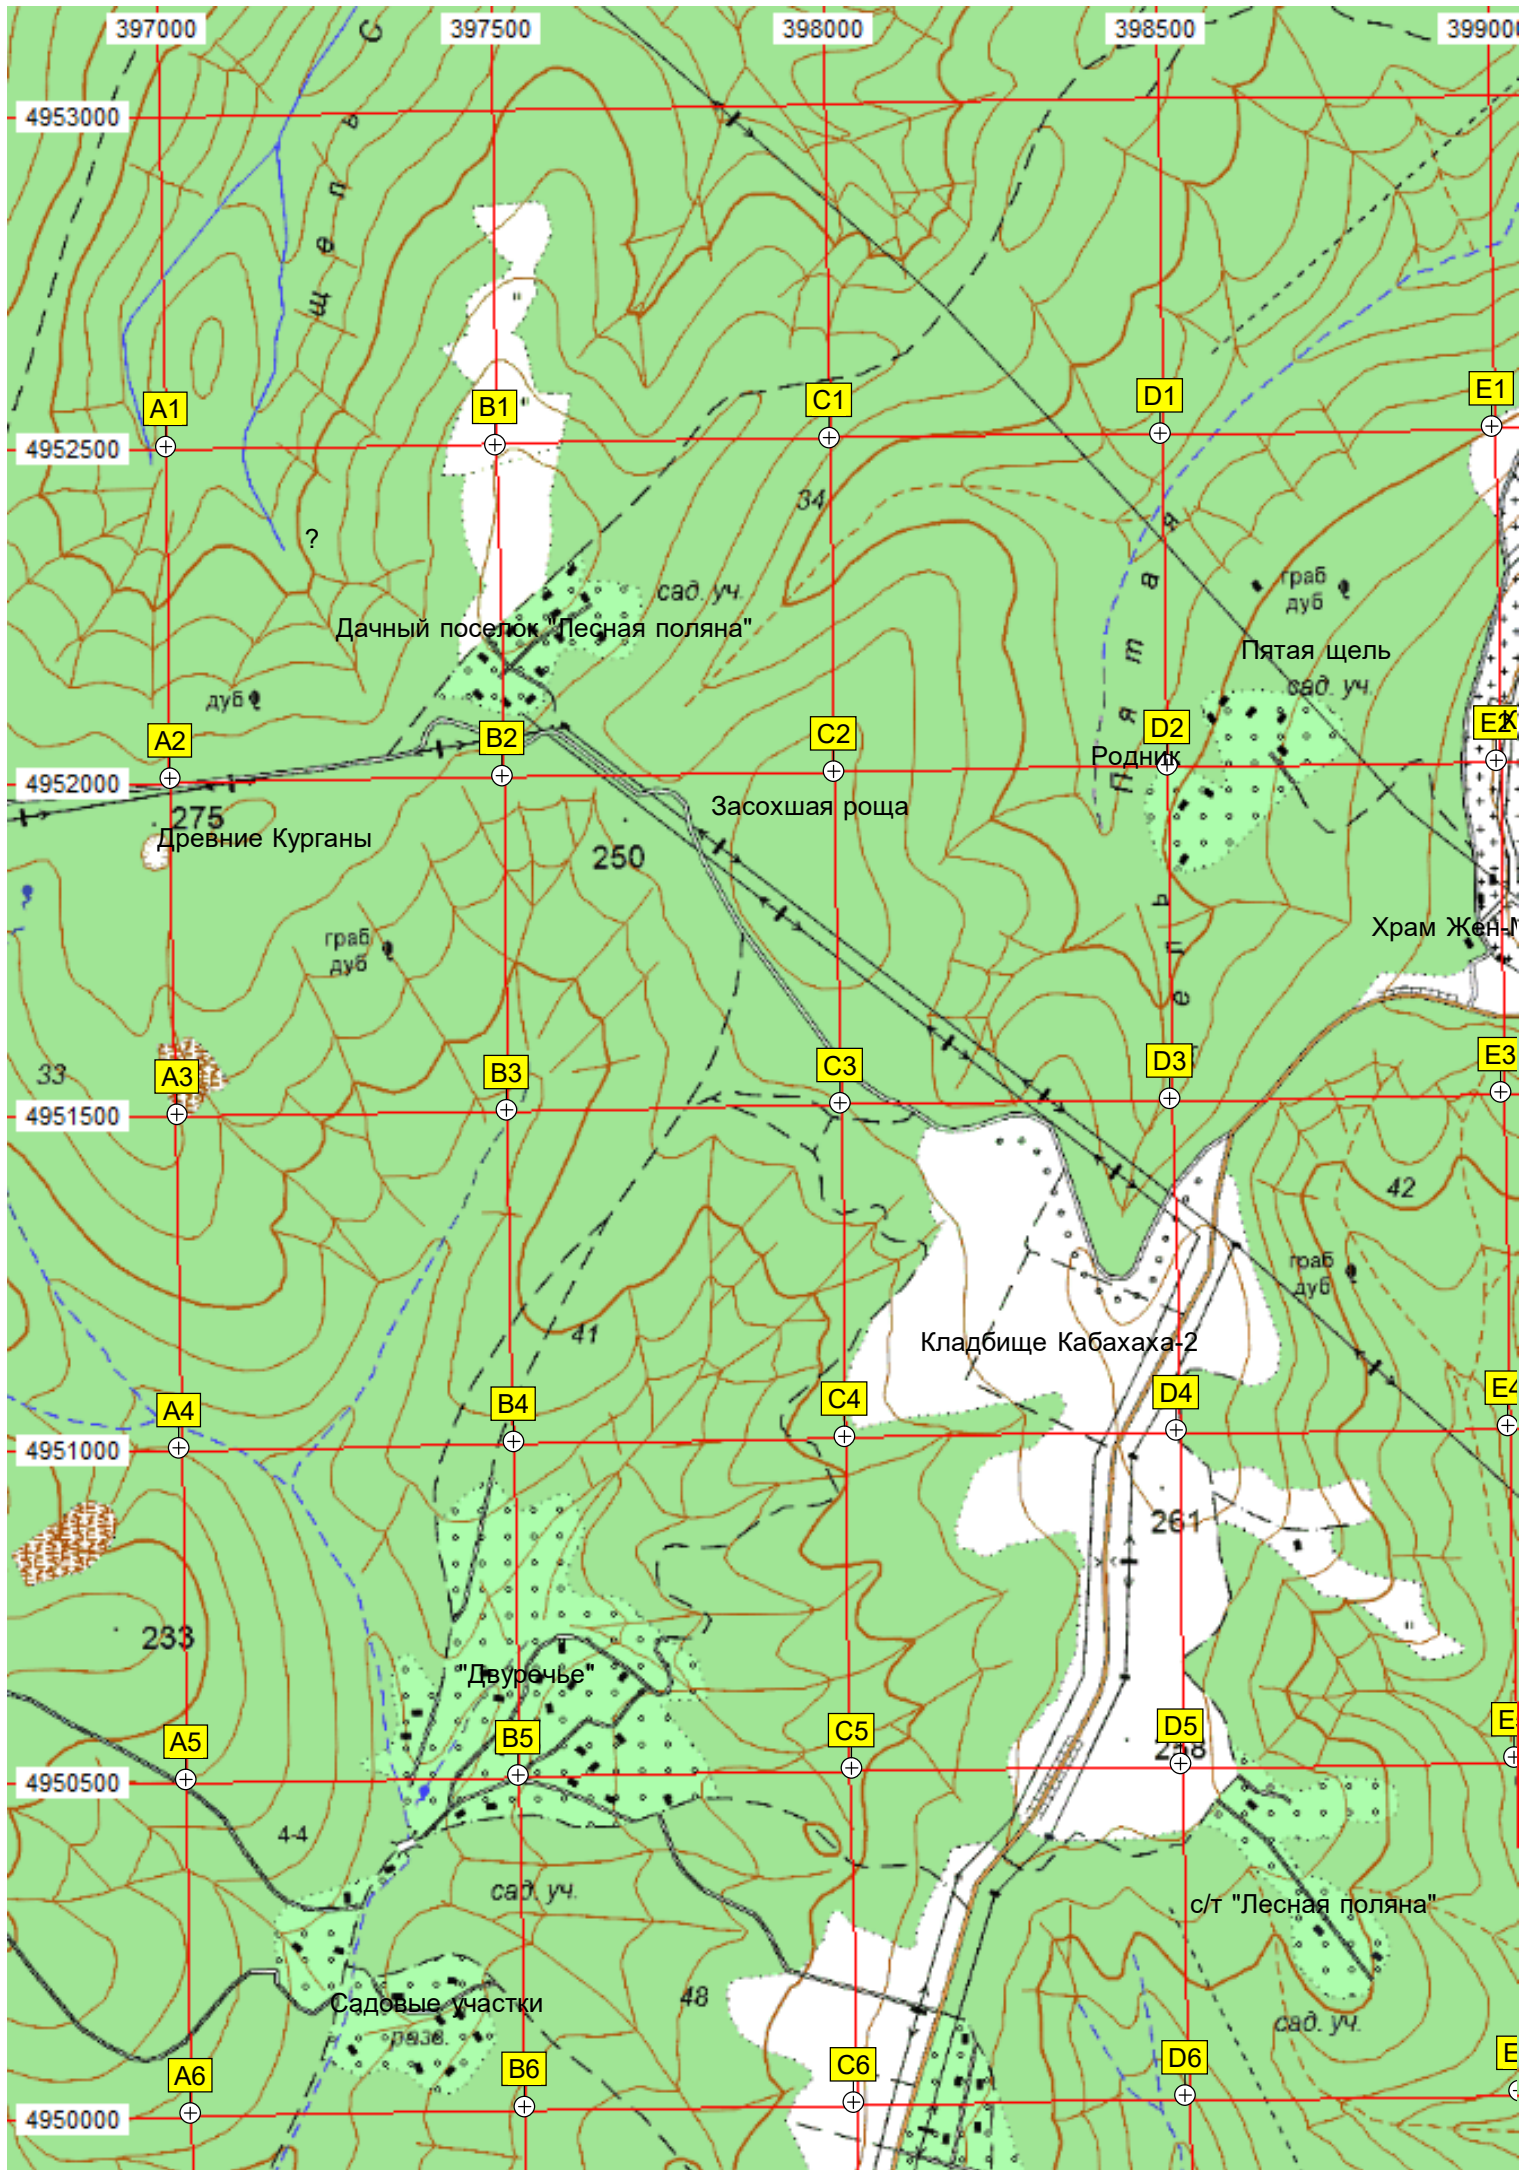 397000 397500 398000 398500 39900
4953000
С
ь
п
е
щ
A1 B1 C1 D1 E1
4952500
34
?
я
а
т
я
П
граб
дуб
сад. уч.
Дачный поселок "Лесная поляна"
Пятая щель
сад. уч.
дуб
A2 B2 C2 D2 E2
Родник
4952000
275
Засохшая роща
Древние Курганы
250
ь
л
е
Храм Жен-М
граб
дуб
33
A3 B3 C3 D3 E3
4951500
42
граб
дуб
41
Кладбище Кабахаха-2
A4 B4 C4 D4 E4
4951000
261
233
"Двуречье"
A5 B5 C5 D5 E
258
4950500
4-4
сад. уч.
с/т "Лесная поляна"
48
Садовые участки
разв.
сад. уч.
A6 B6 C6 D6 E
4950000